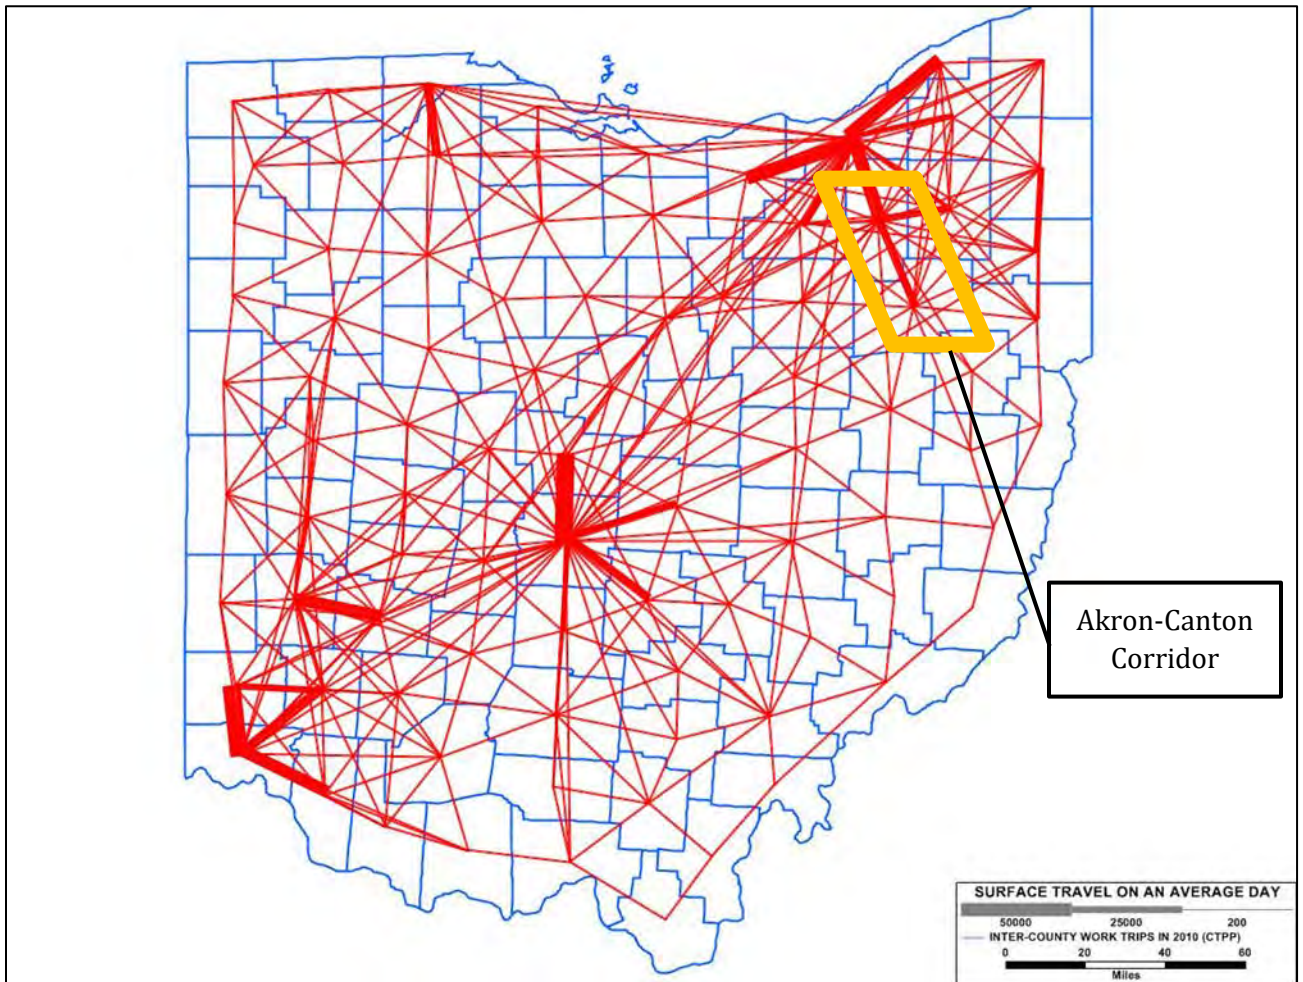 Akron-Canton
Corridor
SURFACE TRAVEL ON AN AVERAGE DAY
50000 25000 200
INTER-COUNTY WORK TRIPS IN 2010 (CTPP)
0 20 40 60
Miles